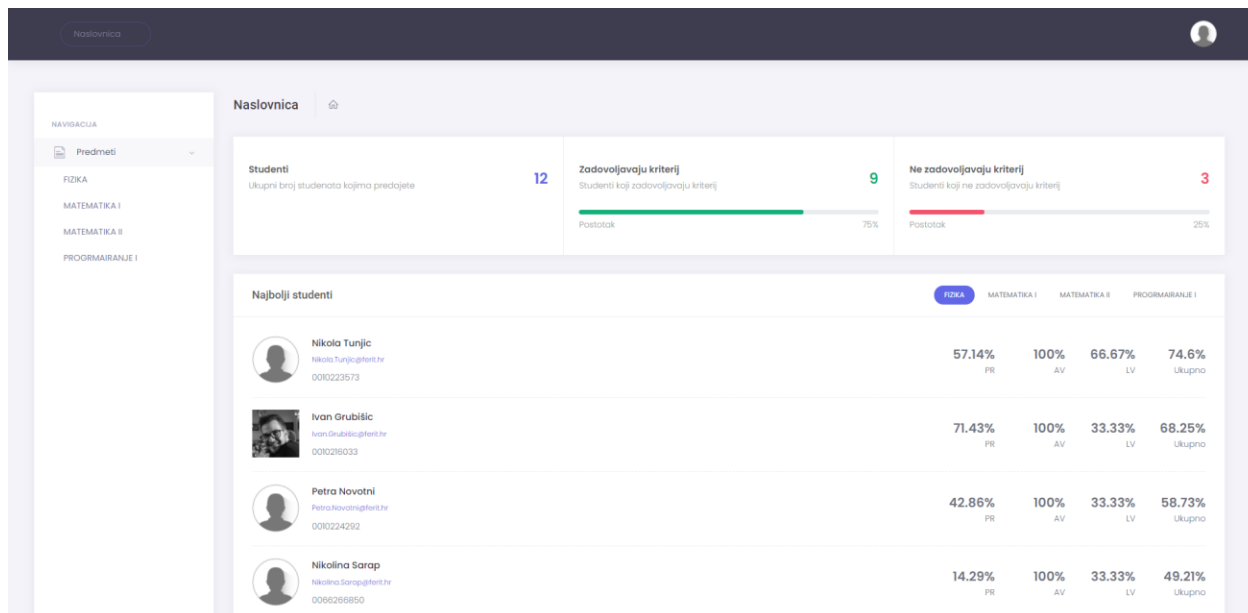 Naslovnica
NAVIGACIJA
Predmeti
FIZIKA
MATEMATIKA I
MATEMATIKA II
PROGRMAIRANJE I
Naslovnica
Studenti
Ukupni broj studenata kojima predajete
12
Zadovoljavaju kriterij
Studenti koji zadovoljavaju kriterij
9
Postotak 75%
Ne zadovoljavaju kriterij
Studenti koji ne zadovoljavaju kriterij
3
Postotak 25%
Najbolji studenti
FIZIKA MATEMATIKA I MATEMATIKA II PROGRMAIRANJE I
Nikola Tunjic
Nikola.Tunjic@ferit.hr
0010223573
57.14% 100% 66.67% 74.6%
PR AV LV Ukupno
Ivan Grubišic
Ivan.Grubišic@ferit.hr
0010216033
71.43% 100% 33.33% 68.25%
PR AV LV Ukupno
Petra Novotni
Petra.Novotni@ferit.hr
0010224292
42.86% 100% 33.33% 58.73%
PR AV LV Ukupno
Nikolina Sarap
Nikolina.Sarap@ferit.hr
0066266850
14.29% 100% 33.33% 49.21%
PR AV LV Ukupno